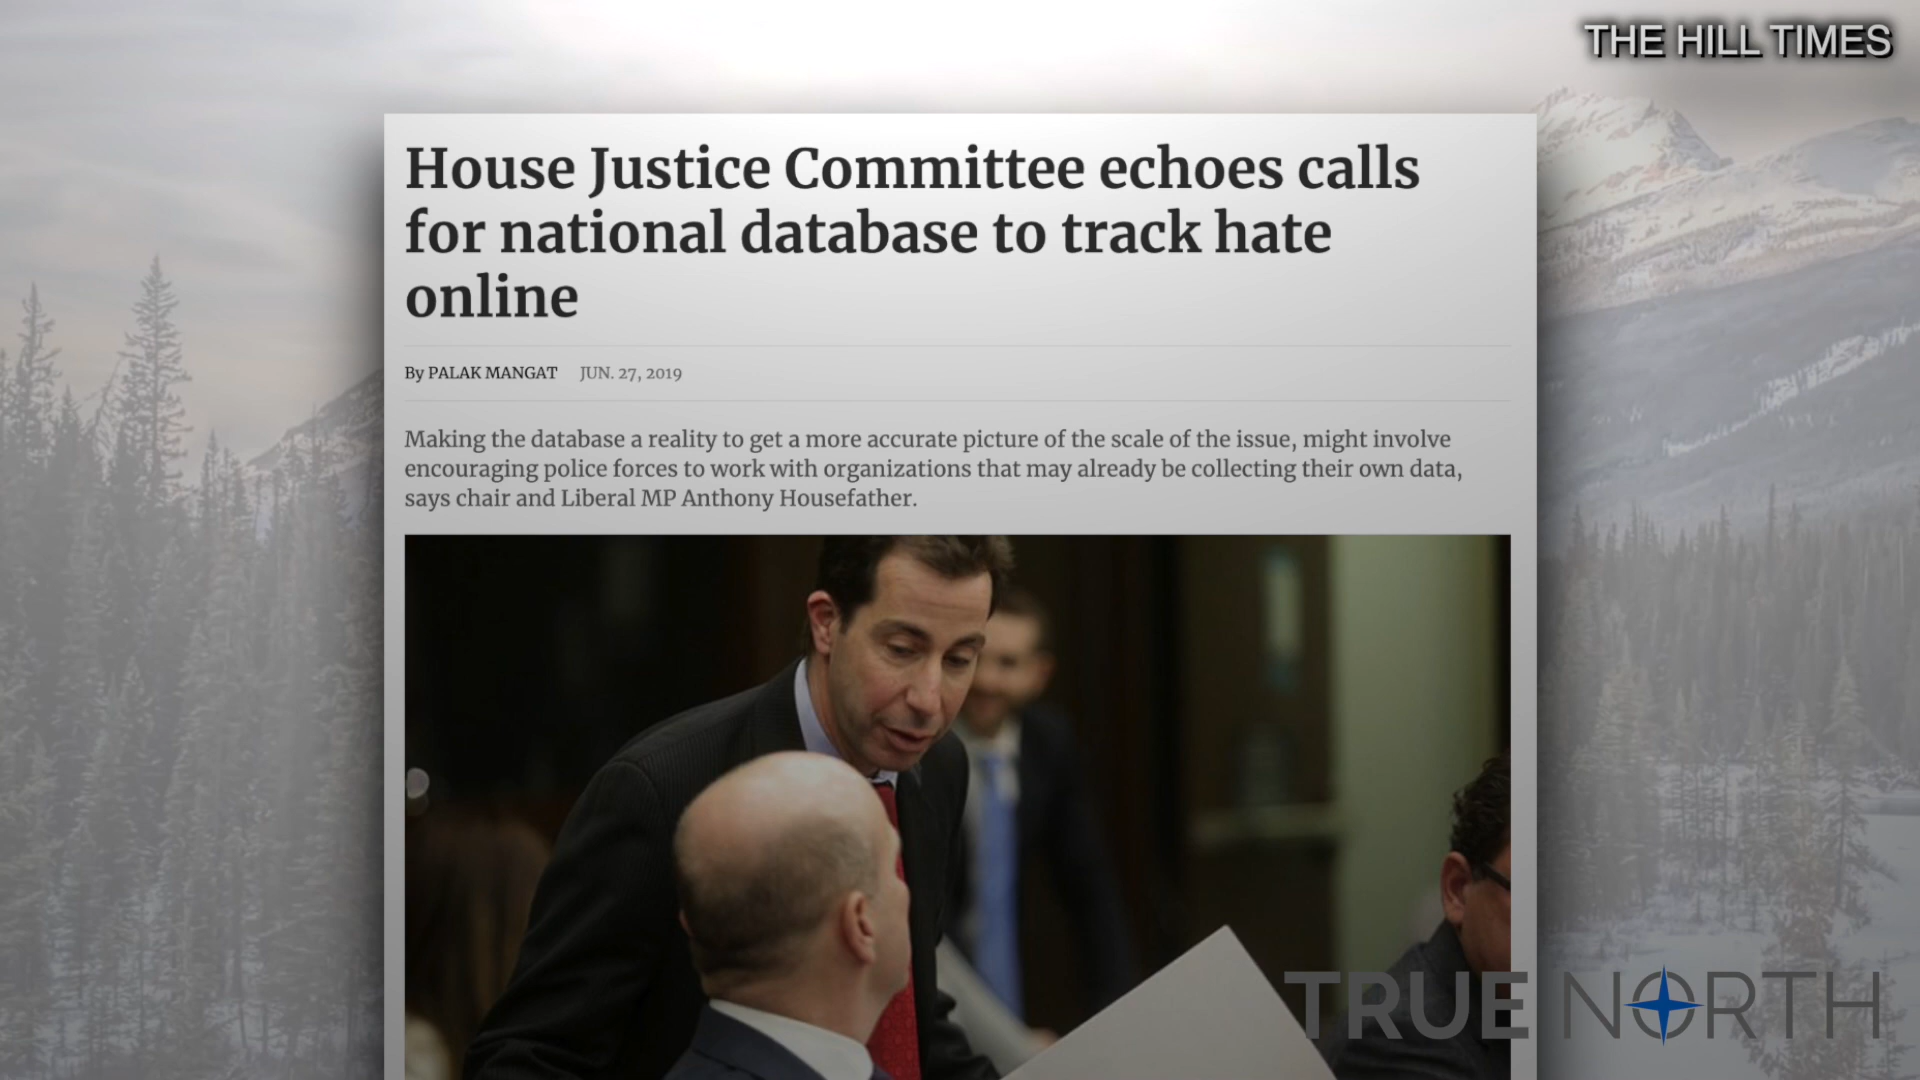 THE HILL TIMES
House Justice Committee echoes calls
for national database to track hate
online
By PALAK MANGAT JUN. 27, 2019
Making the database a reality to get a more accurate picture of the scale of the issue, might involve
encouraging police forces to work with organizations that may already be collecting their own data,
says chair and Liberal MP Anthony Housefather.
TRUE NORTH